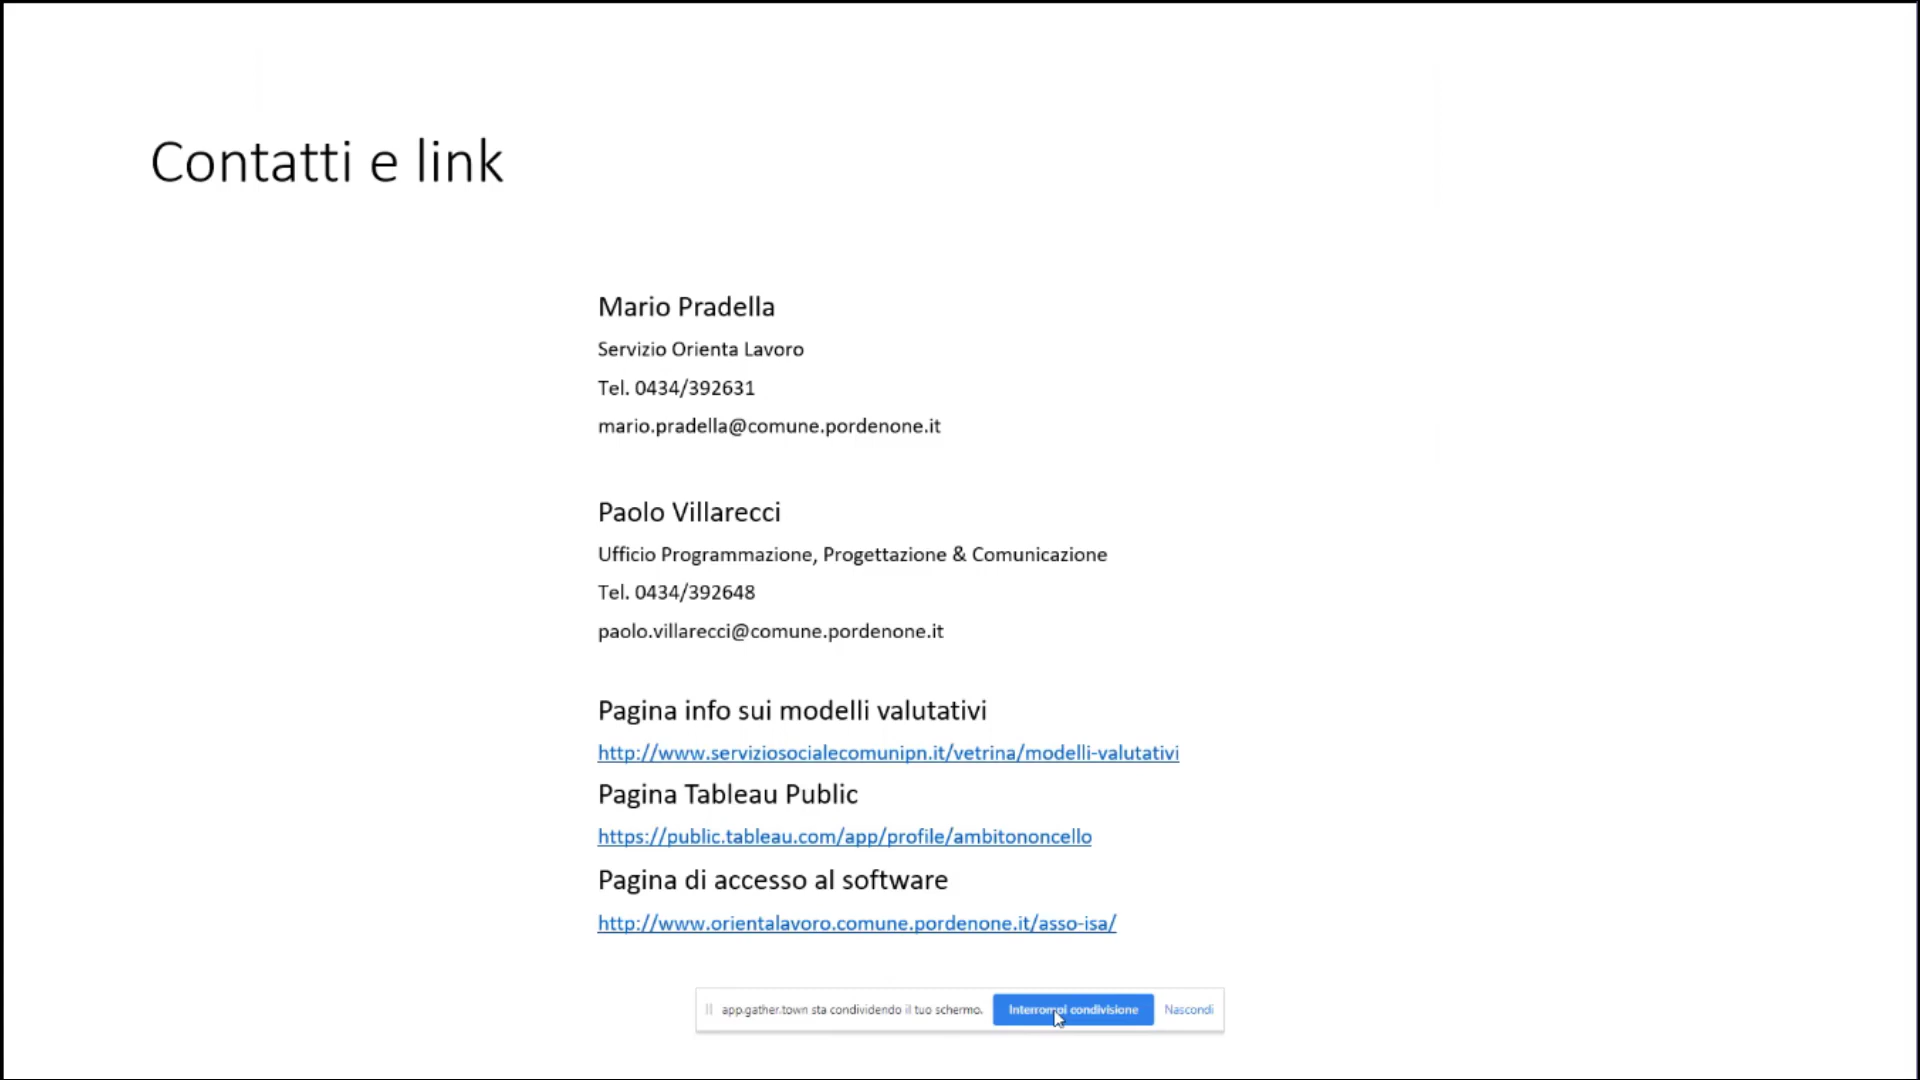 Contatti e link
Mario Pradella
Servizio Orienta Lavoro
Tel. 0434/392631
mario.pradella@comune.pordenone.it
Paolo Villarecci
Ufficio Programmazione, Progettazione & Comunicazione
Tel. 0434/392648
paolo.villarecci@comune.pordenone.it
Pagina info sui modelli valutativi
http://www.serviziosocialecomunipn.it/vetrina/modelli-valutativi
Pagina Tableau Public
https://public.tableau.com/app/profile/ambitononcello
Pagina di accesso al software
http://www.orientalavoro.comune.pordenone.it/asso-isa/
app.gather.town sta condividendo il tuo schermo. Interrompi condivisione Nascondi